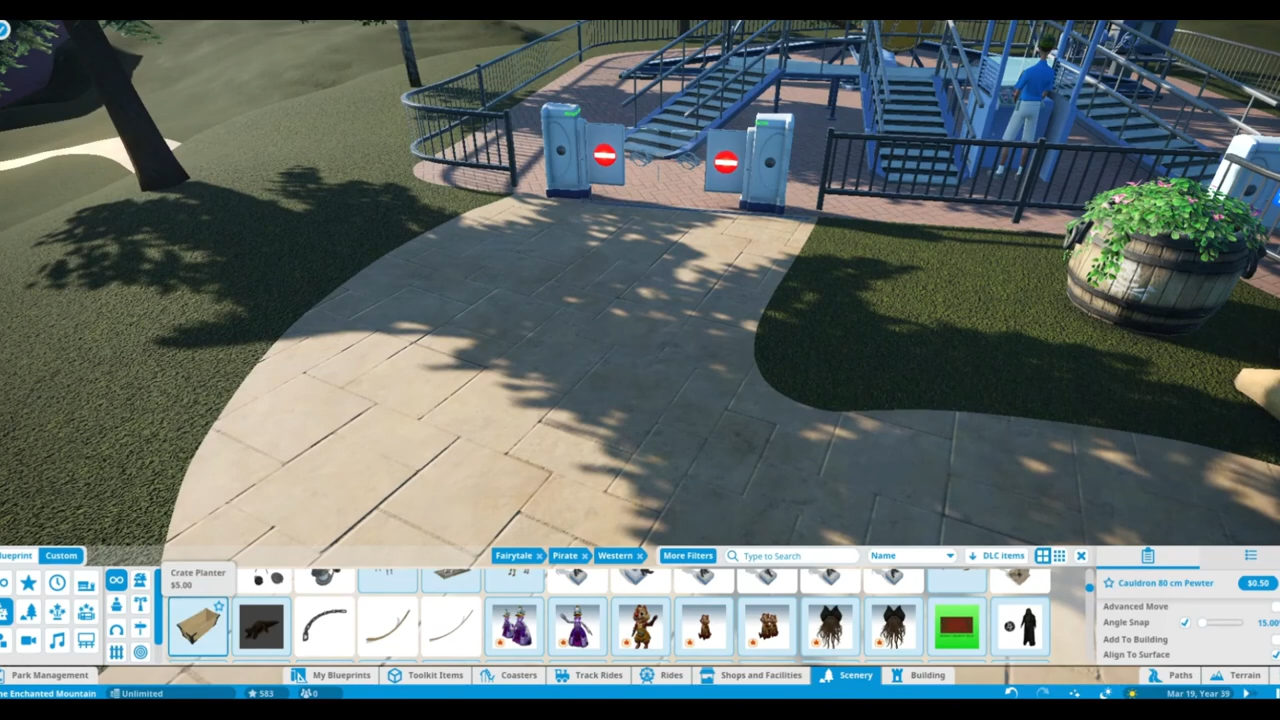 Blueprint Custom
Fairytale × Pirate × Western × More Filters Type to Search Name DLC items
Crate Planter
$5.00
Cauldron 80 cm Pewter $0.50
Advanced Move
Angle Snap 15.00
Add To Building
Align To Surface
Park Management My Blueprints Toolkit Items Coasters Track Rides Rides Shops and Facilities Scenery Building Paths Terrain
he Enchanted Mountain Unlimited 583 0 Mar 19, Year 39